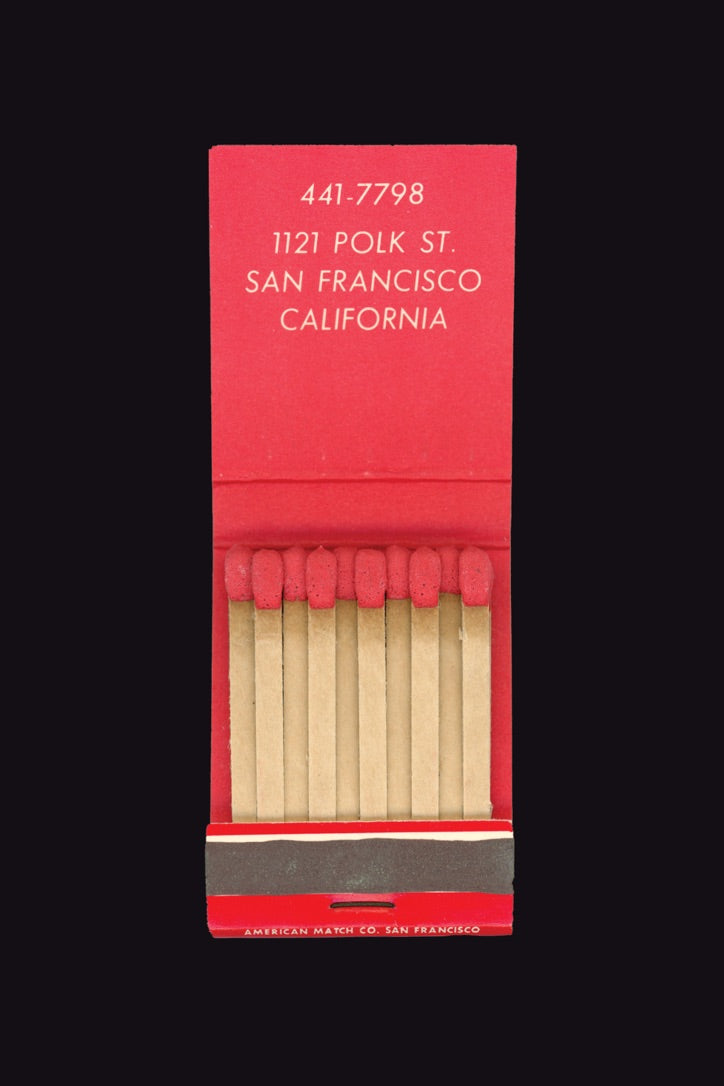 441-7798
1121 POLK ST.
SAN FRANCISCO
CALIFORNIA
AMERICAN MATCH CO. SAN FRANCISCO